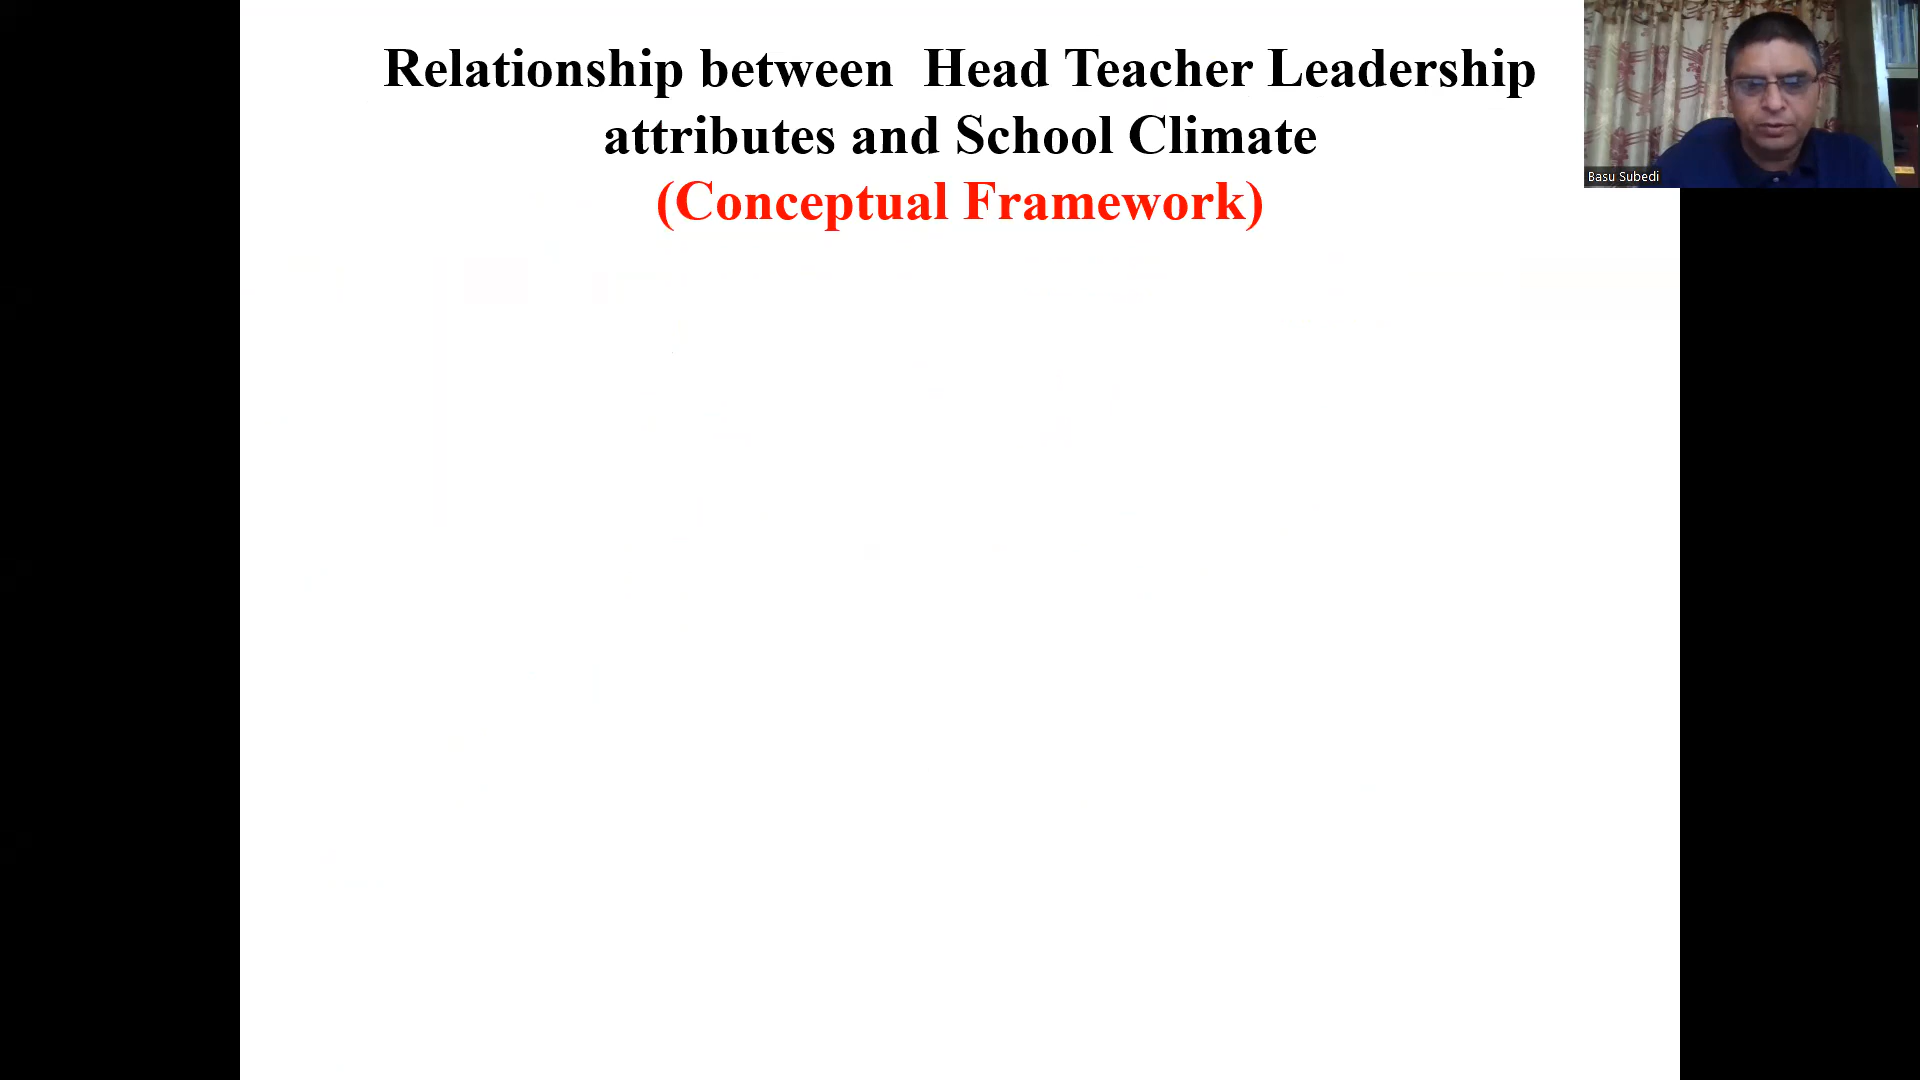 Relationship between  Head Teacher Leadership
attributes and School Climate
(Conceptual Framework)
Basu Subedi